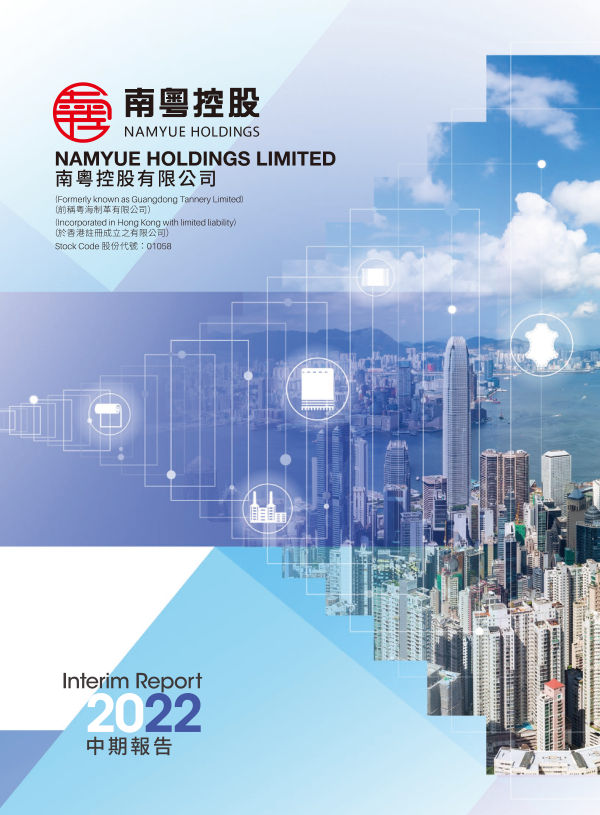 南粤控股
NAMYUE HOLDINGS
NAMYUE HOLDINGS LIMITED
南粤控股有限公司
(Formerly known as Guangdong Tannery Limited)
(前稱粤海制革有限公司)
(Incorporated in Hong Kong with limited liability)
(於香港註冊成立之有限公司)
Stock Code 股份代號：01058
Interim Report
2022
中期報告